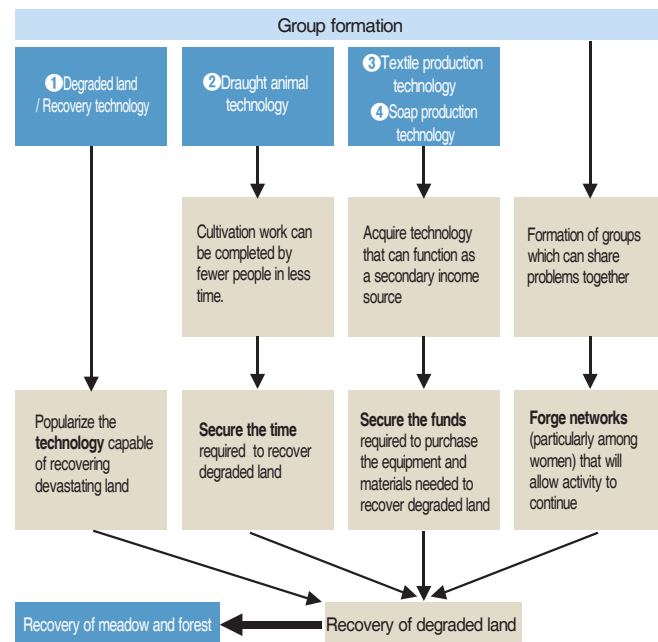 Group formation
❶Degraded land
/ Recovery technology
❷Draught animal
technology
❸Textile production
technology
❹Soap production
technology
Cultivation work can
be completed by
fewer people in less
time.
Acquire technology
that can function as
a secondary income
source
Formation of groups
which can share
problems together
Popularize the
technology capable
of recovering
devastating land
Secure the time
required to recover
degraded land
Secure the funds
required to purchase
the equipment and
materials needed to
recover degraded land
Forge networks
(particularly among
women) that will
allow activity to
continue
Recovery of meadow and forest
Recovery of degraded land